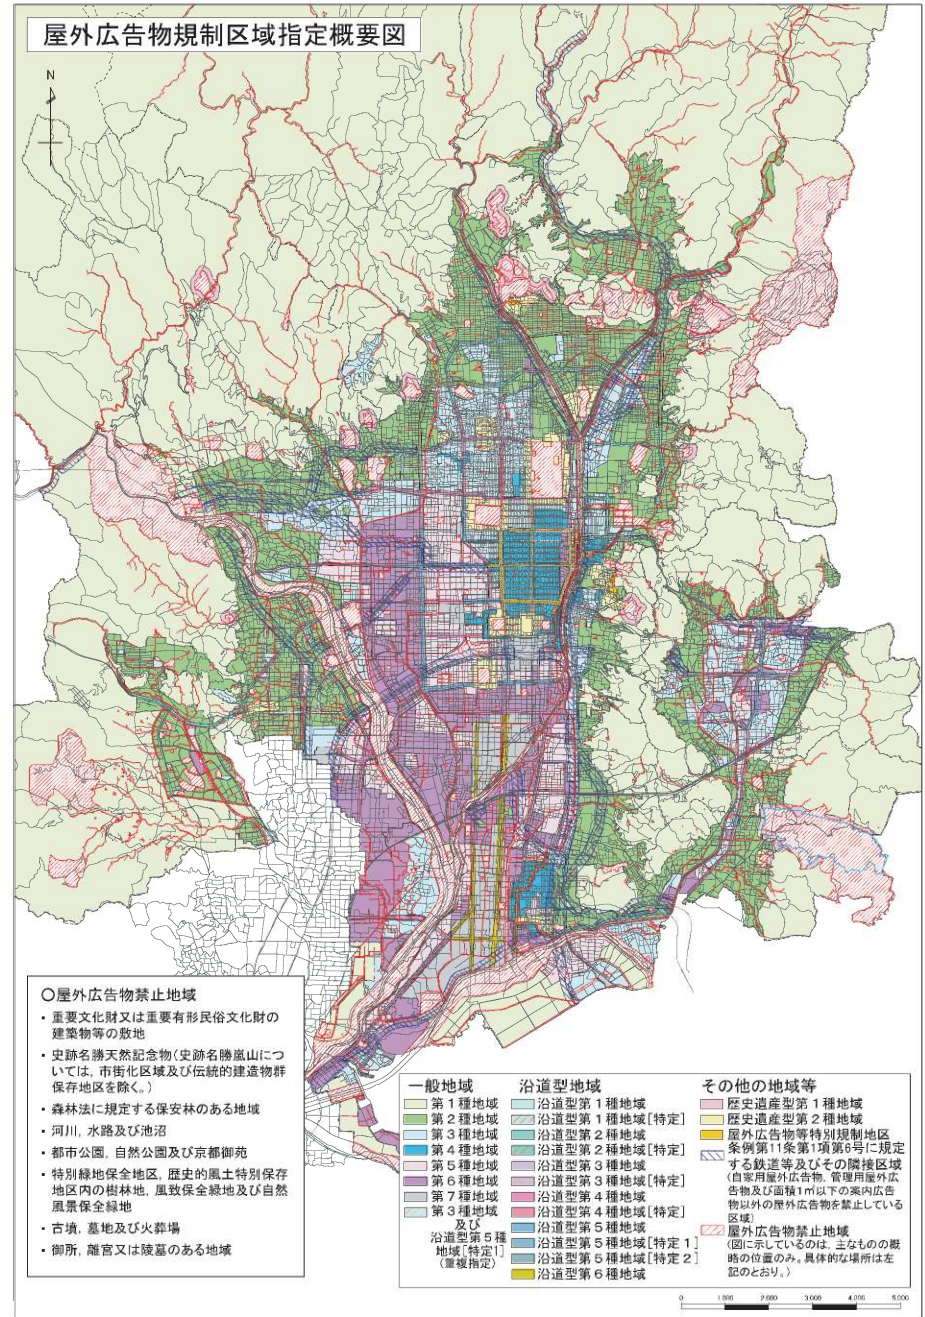 屋外広告物規制区域指定概要図
N
〇屋外広告物禁止地域
・重要文化財又は重要有形民俗文化財の
建築物等の敷地
・史跡名勝天然記念物(史跡名勝嵐山につ
いては，市街化区域及び伝統的建造物群
保存地区を除く。)
・森林法に規定する保安林のある地域
・河川，水路及び池沼
・都市公園，自然公園及び京都御苑
・特別緑地保全地区，歴史的風土特別保存
地区内の樹林地，風致保全緑地及び自然
風景保全緑地
・古墳，墓地及び火葬場
・御所，離宮又は陵墓のある地域
一般地域
第1種地域
第2種地域
第3種地域
第4種地域
第5種地域
第6種地域
第7種地域
第3種地域
及び
沿道型第5種
地域[特定1]
(重複指定)
沿道型地域
沿道型第1種地域
沿道型第1種地域[特定]
沿道型第2種地域
沿道型第2種地域[特定]
沿道型第3種地域
沿道型第3種地域[特定]
沿道型第4種地域
沿道型第4種地域[特定]
沿道型第5種地域
沿道型第5種地域[特定1]
沿道型第5種地域[特定2]
沿道型第6種地域
その他の地域等
歴史遺産型第1種地域
歴史遺産型第2種地域
屋外広告物等特別規制地区
条例第11条第1項第6号に規定
する鉄道等及びその隣接区域
(自家用屋外広告物，管理用屋外広
告物及び面積1㎡以下の案内広告
物以外の屋外広告物を禁止している
区域)
屋外広告物禁止地域
(図に示しているのは，主なものの概
略の位置のみ。具体的な場所は左
記のとおり。)
0 1,000 2,000 3,000 4,000 5,000